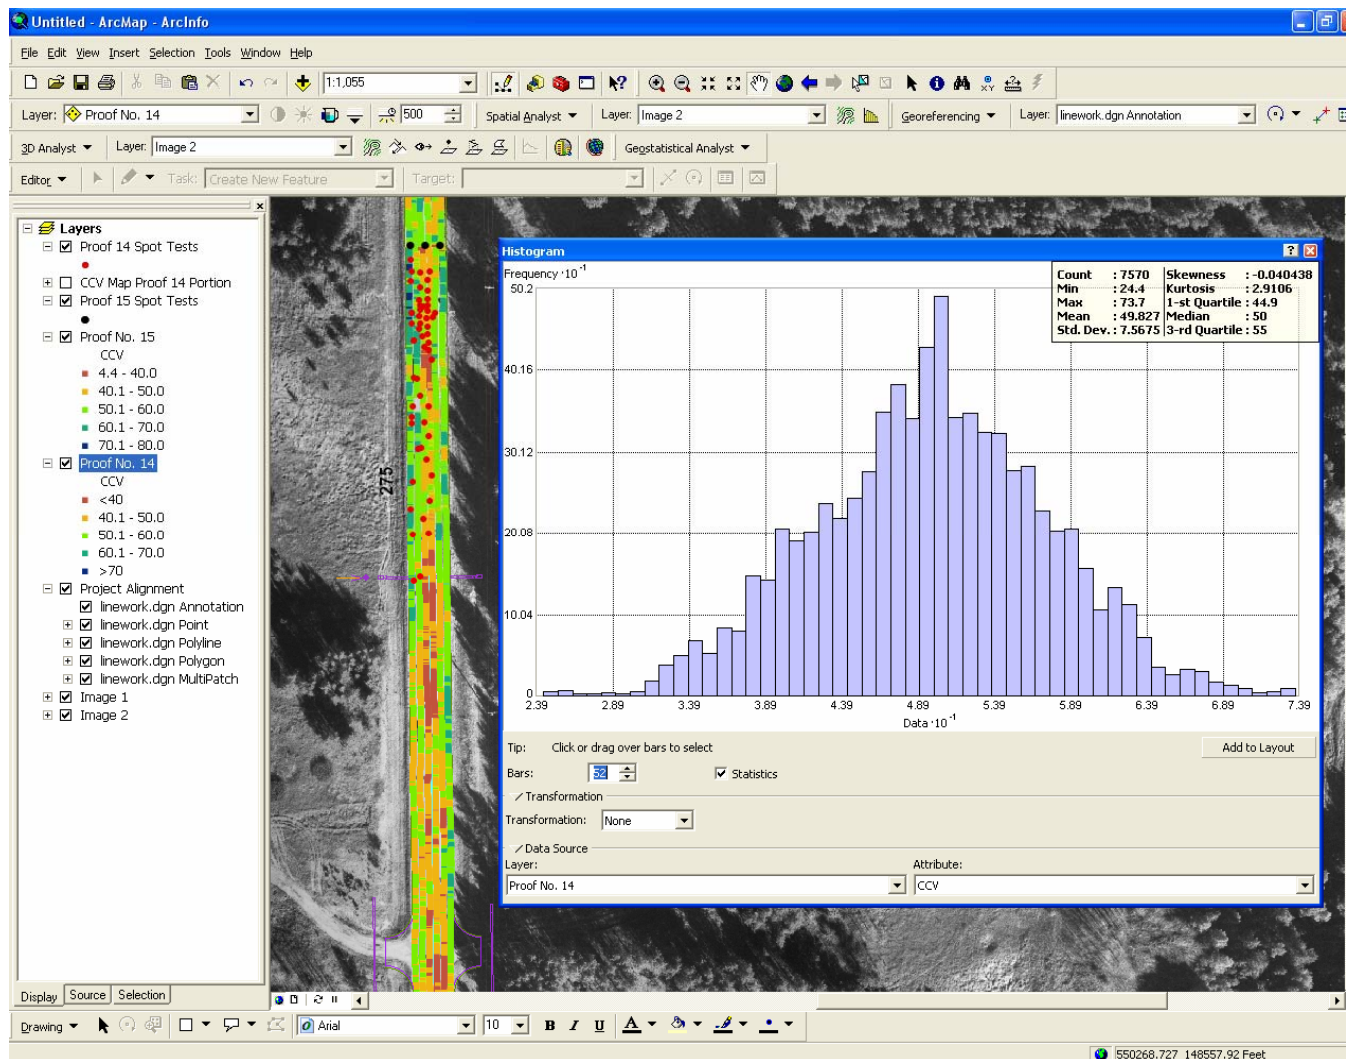 Untitled - ArcMap - ArcInfo
File Edit View Insert Selection Tools Window Help
1:1,055
Layer: Proof No. 14 500 Spatial Analyst Layer: Image 2 Georeferencing Layer: linework.dgn Annotation
3D Analyst Layer: Image 2 Geostatistical Analyst
Editor Task: Create New Feature Target:
Layers
Proof 14 Spot Tests
CCV Map Proof 14 Portion
Proof 15 Spot Tests
Proof No. 15
CCV
4.4 - 40.0
40.1 - 50.0
50.1 - 60.0
60.1 - 70.0
70.1 - 80.0
Proof No. 14
CCV
<40
40.1 - 50.0
50.1 - 60.0
60.1 - 70.0
>70
Project Alignment
linework.dgn Annotation
linework.dgn Point
linework.dgn Polyline
linework.dgn Polygon
linework.dgn MultiPatch
Image 1
Image 2
Display Source Selection
275
Histogram
Frequency·10⁻¹
50.2
40.16
30.12
20.08
10.04
0
2.39 2.89 3.39 3.89 4.39 4.89 5.39 5.89 6.39 6.89 7.39
Data·10⁻¹
Count : 7570 Skewness : -0.040438
Min : 24.4 Kurtosis : 2.9106
Max : 73.7 1-st Quartile : 44.9
Mean : 49.827 Median : 50
Std. Dev. : 7.5675 3-rd Quartile : 55
Tip: Click or drag over bars to select Add to Layout
Bars: 52 Statistics
Transformation
Transformation: None
Data Source
Layer: Attribute:
Proof No. 14 CCV
Drawing Arial 10 B I U A
550268.727 148557.92 Feet